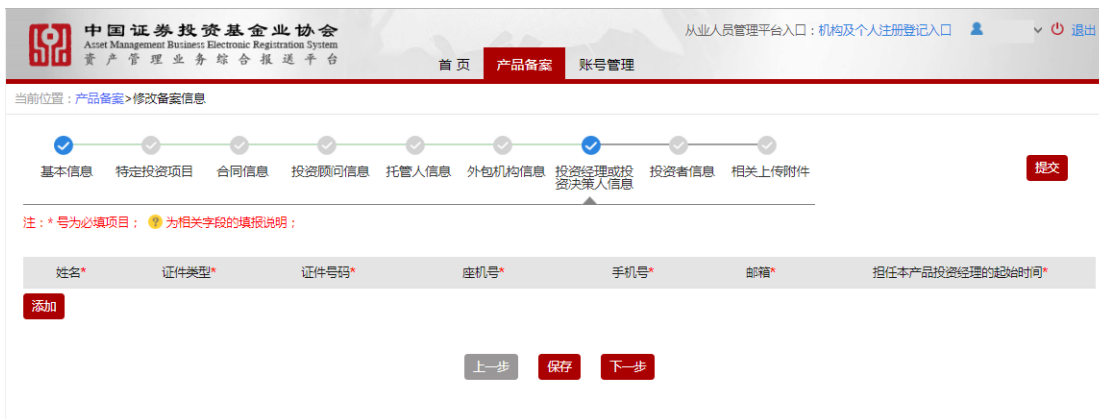 中国证券投资基金业协会
Asset Management Business Electronic Registration System
资产管理业务综合报送平台
从业人员管理平台入口：机构及个人注册登记入口 退出
首页 产品备案 账号管理
当前位置：产品备案>修改备案信息
基本信息 特定投资项目 合同信息 投资顾问信息 托管人信息 外包机构信息 投资经理或投资决策人信息 投资者信息 相关上传附件
提交
注：* 号为必填项目； ? 为相关字段的填报说明；
姓名* 证件类型* 证件号码* 座机号* 手机号* 邮箱* 担任本产品投资经理的起始时间*
添加
上一步 保存 下一步